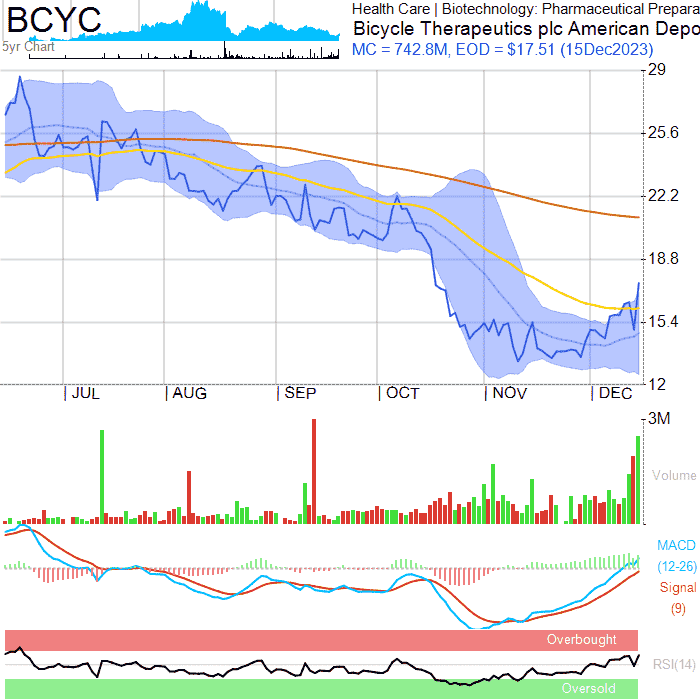 BCYC
5yr Chart
Health Care | Biotechnology: Pharmaceutical Prepara
Bicycle Therapeutics plc American Depo
MC = 742.8M, EOD = $17.51 (15Dec2023)
29
25.6
22.2
18.8
15.4
12
JUL AUG SEP OCT NOV DEC
3M
Volume
MACD
(12-26)
Signal
(9)
Overbought
RSI(14)
Oversold